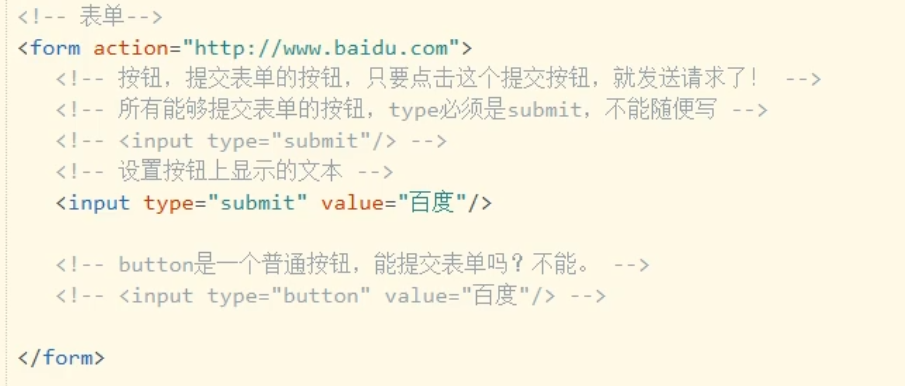 <!-- 表单-->
<form action="http://www.baidu.com">
<!-- 按钮，提交表单的按钮，只要点击这个提交按钮，就发送请求了！ -->
<!-- 所有能够提交表单的按钮，type必须是submit，不能随便写 -->
<!-- <input type="submit"/> -->
<!-- 设置按钮上显示的文本 -->
<input type="submit" value="百度"/>
<!-- button是一个普通按钮，能提交表单吗？不能。 -->
<!-- <input type="button" value="百度"/> -->
</form>